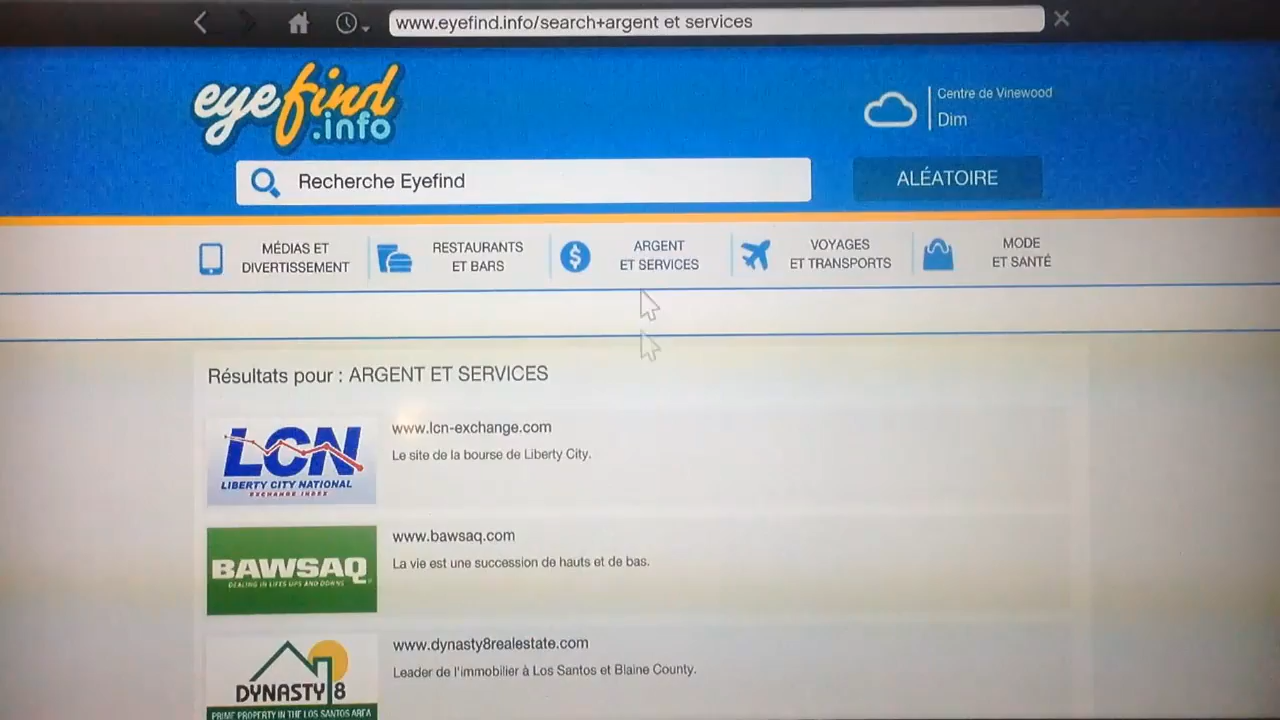 www.eyefind.info/search+argent et services
eyefind
.info
Centre de Vinewood
Dim
Recherche Eyefind
ALÉATOIRE
MÉDIAS ET
DIVERTISSEMENT
RESTAURANTS
ET BARS
ARGENT
ET SERVICES
VOYAGES
ET TRANSPORTS
MODE
ET SANTÉ
Résultats pour : ARGENT ET SERVICES
LCN
LIBERTY CITY NATIONAL
EXCHANGE INDEX
www.lcn-exchange.com
Le site de la bourse de Liberty City.
BAWSAQ
DEALING IN LIFES UPS AND DOWNS
www.bawsaq.com
La vie est une succession de hauts et de bas.
DYNASTY 8
PRIME PROPERTY IN THE LOS SANTOS AREA
www.dynasty8realestate.com
Leader de l'immobilier à Los Santos et Blaine County.